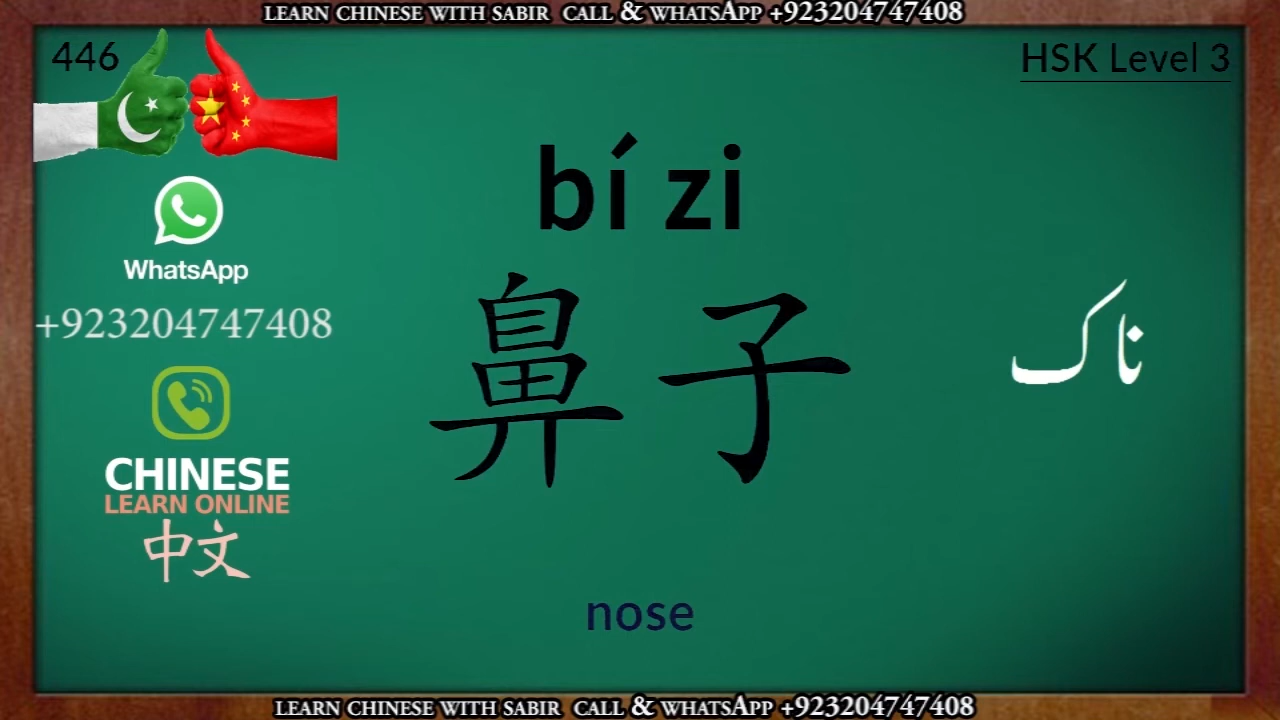 LEARN CHINESE WITH SABIR CALL & WHATSAPP +923204747408
446
HSK Level 3
bí zi
鼻子
ناک
WhatsApp
+923204747408
CHINESE
LEARN ONLINE
中文
nose
LEARN CHINESE WITH SABIR CALL & WHATSAPP +923204747408